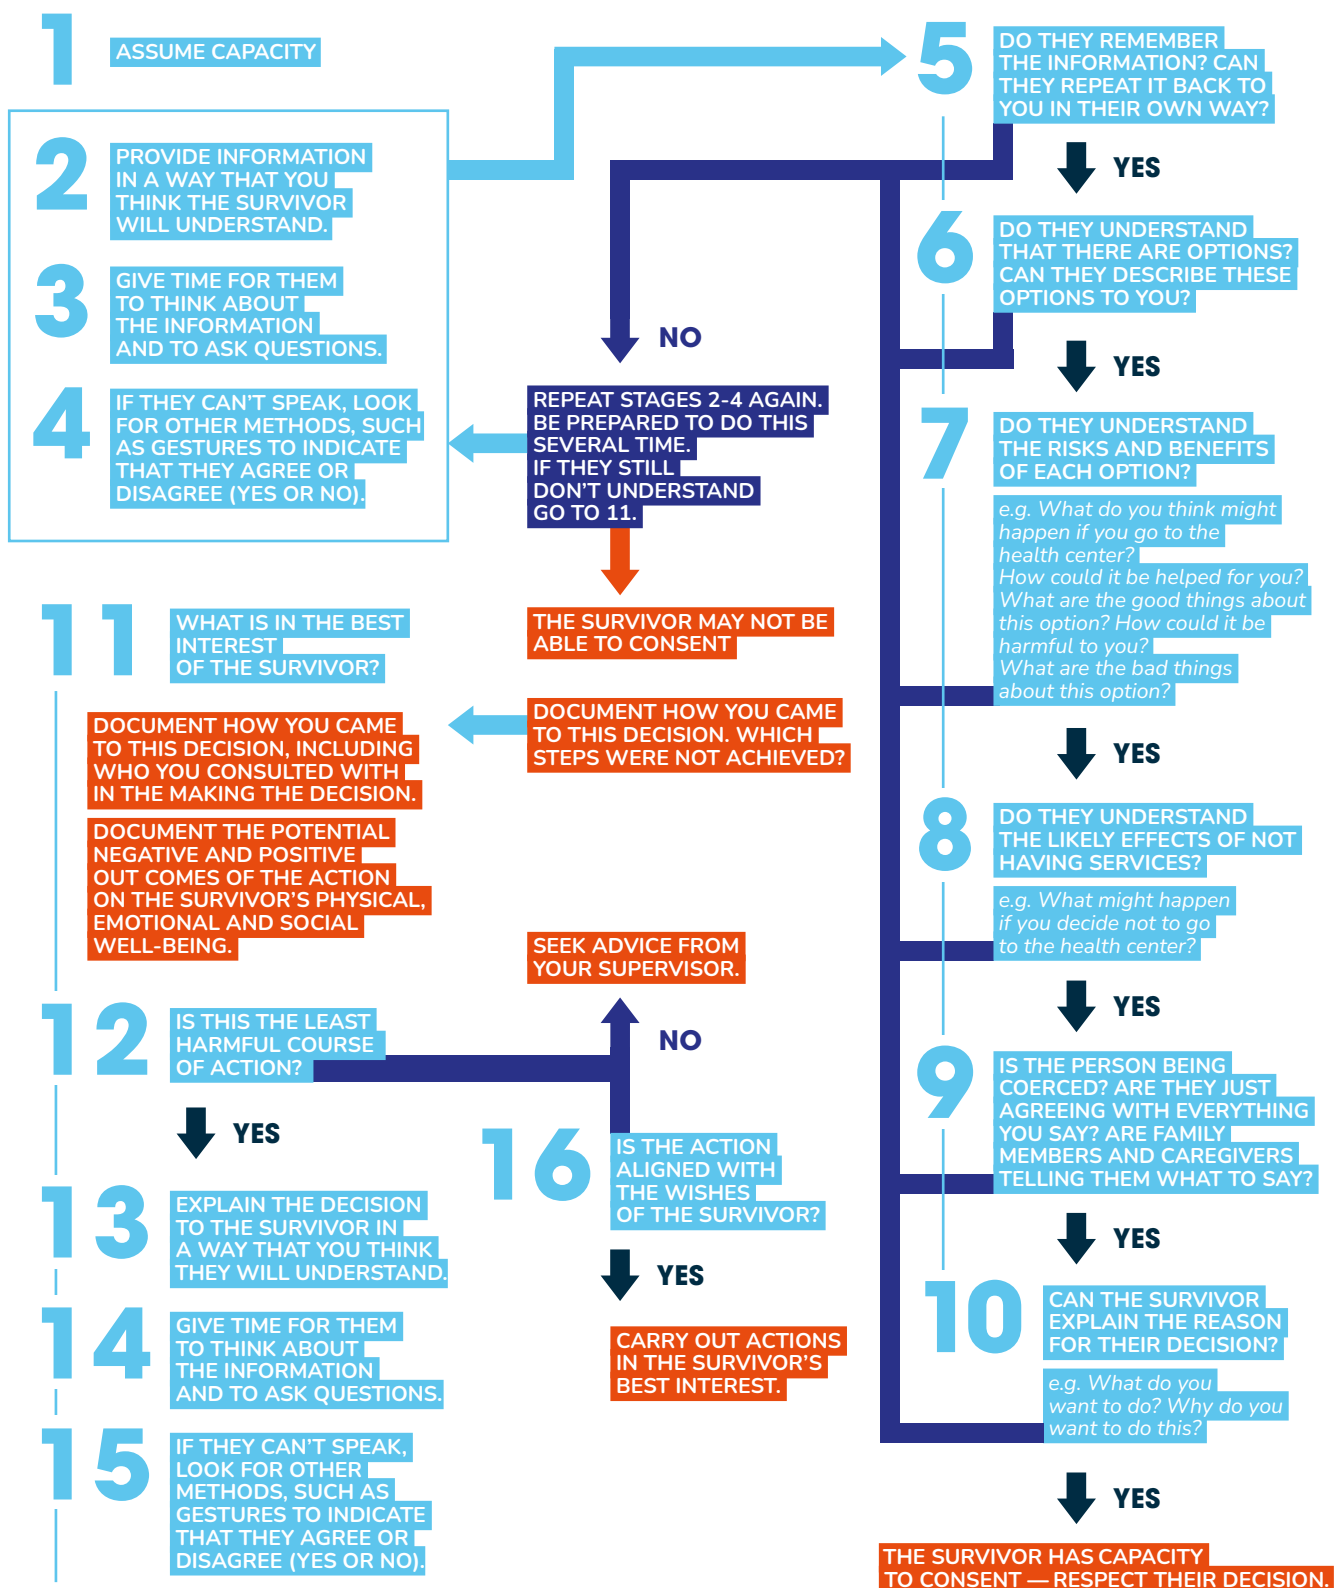 1
ASSUME CAPACITY
2
PROVIDE INFORMATION
IN A WAY THAT YOU
THINK THE SURVIVOR
WILL UNDERSTAND.
3
GIVE TIME FOR THEM
TO THINK ABOUT
THE INFORMATION
AND TO ASK QUESTIONS.
4
IF THEY CAN'T SPEAK, LOOK
FOR OTHER METHODS, SUCH
AS GESTURES TO INDICATE
THAT THEY AGREE OR
DISAGREE (YES OR NO).
5
DO THEY REMEMBER
THE INFORMATION? CAN
THEY REPEAT IT BACK TO
YOU IN THEIR OWN WAY?
YES
6
DO THEY UNDERSTAND
THAT THERE ARE OPTIONS?
CAN THEY DESCRIBE THESE
OPTIONS TO YOU?
YES
7
DO THEY UNDERSTAND
THE RISKS AND BENEFITS
OF EACH OPTION?
e.g. What do you think might
happen if you go to the
health center?
How could it be helped for you?
What are the good things about
this option? How could it be
harmful to you?
What are the bad things
about this option?
YES
8
DO THEY UNDERSTAND
THE LIKELY EFFECTS OF NOT
HAVING SERVICES?
e.g. What might happen
if you decide not to go
to the health center?
YES
9
IS THE PERSON BEING
COERCED? ARE THEY JUST
AGREEING WITH EVERYTHING
YOU SAY? ARE FAMILY
MEMBERS AND CAREGIVERS
TELLING THEM WHAT TO SAY?
YES
10
CAN THE SURVIVOR
EXPLAIN THE REASON
FOR THEIR DECISION?
e.g. What do you
want to do? Why do you
want to do this?
YES
THE SURVIVOR HAS CAPACITY
TO CONSENT — RESPECT THEIR DECISION.
NO
REPEAT STAGES 2-4 AGAIN.
BE PREPARED TO DO THIS
SEVERAL TIME.
IF THEY STILL
DON'T UNDERSTAND
GO TO 11.
THE SURVIVOR MAY NOT BE
ABLE TO CONSENT
DOCUMENT HOW YOU CAME
TO THIS DECISION. WHICH
STEPS WERE NOT ACHIEVED?
11
WHAT IS IN THE BEST
INTEREST
OF THE SURVIVOR?
DOCUMENT HOW YOU CAME
TO THIS DECISION, INCLUDING
WHO YOU CONSULTED WITH
IN THE MAKING THE DECISION.
DOCUMENT THE POTENTIAL
NEGATIVE AND POSITIVE
OUT COMES OF THE ACTION
ON THE SURVIVOR'S PHYSICAL,
EMOTIONAL AND SOCIAL
WELL-BEING.
12
IS THIS THE LEAST
HARMFUL COURSE
OF ACTION?
YES
13
EXPLAIN THE DECISION
TO THE SURVIVOR IN
A WAY THAT YOU THINK
THEY WILL UNDERSTAND.
14
GIVE TIME FOR THEM
TO THINK ABOUT
THE INFORMATION
AND TO ASK QUESTIONS.
15
IF THEY CAN'T SPEAK,
LOOK FOR OTHER
METHODS, SUCH AS
GESTURES TO INDICATE
THAT THEY AGREE OR
DISAGREE (YES OR NO).
SEEK ADVICE FROM
YOUR SUPERVISOR.
NO
16
IS THE ACTION
ALIGNED WITH
THE WISHES
OF THE SURVIVOR?
YES
CARRY OUT ACTIONS
IN THE SURVIVOR'S
BEST INTEREST.